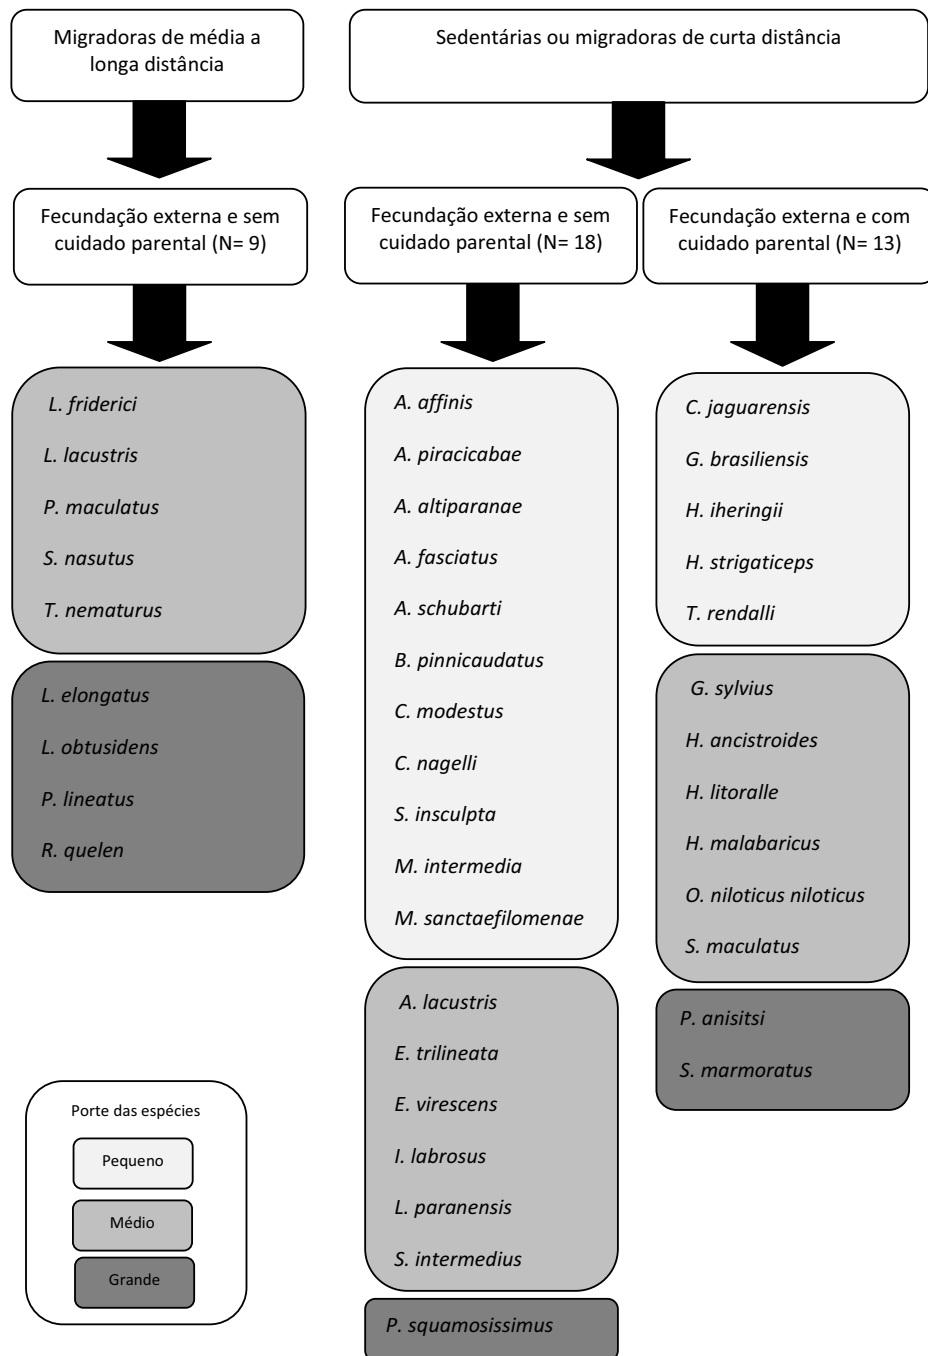 Migradoras de média a
longa distância
Sedentárias ou migradoras de curta distância
Fecundação externa e sem
cuidado parental (N= 9)
Fecundação externa e sem
cuidado parental (N= 18)
Fecundação externa e com
cuidado parental (N= 13)
L. friderici
L. lacustris
P. maculatus
S. nasutus
T. nematurus
L. elongatus
L. obtusidens
P. lineatus
R. quelen
A. affinis
A. piracicabae
A. altiparanae
A. fasciatus
A. schubarti
B. pinnicaudatus
C. modestus
C. nagelli
S. insculpta
M. intermedia
M. sanctaefilomenae
A. lacustris
E. trilineata
E. virescens
I. labrosus
L. paranensis
S. intermedius
P. squamosissimus
C. jaguarensis
G. brasiliensis
H. iheringii
H. strigaticeps
T. rendalli
G. sylvius
H. ancistroides
H. litoralle
H. malabaricus
O. niloticus niloticus
S. maculatus
P. anisitsi
S. marmoratus
Porte das espécies
Pequeno
Médio
Grande